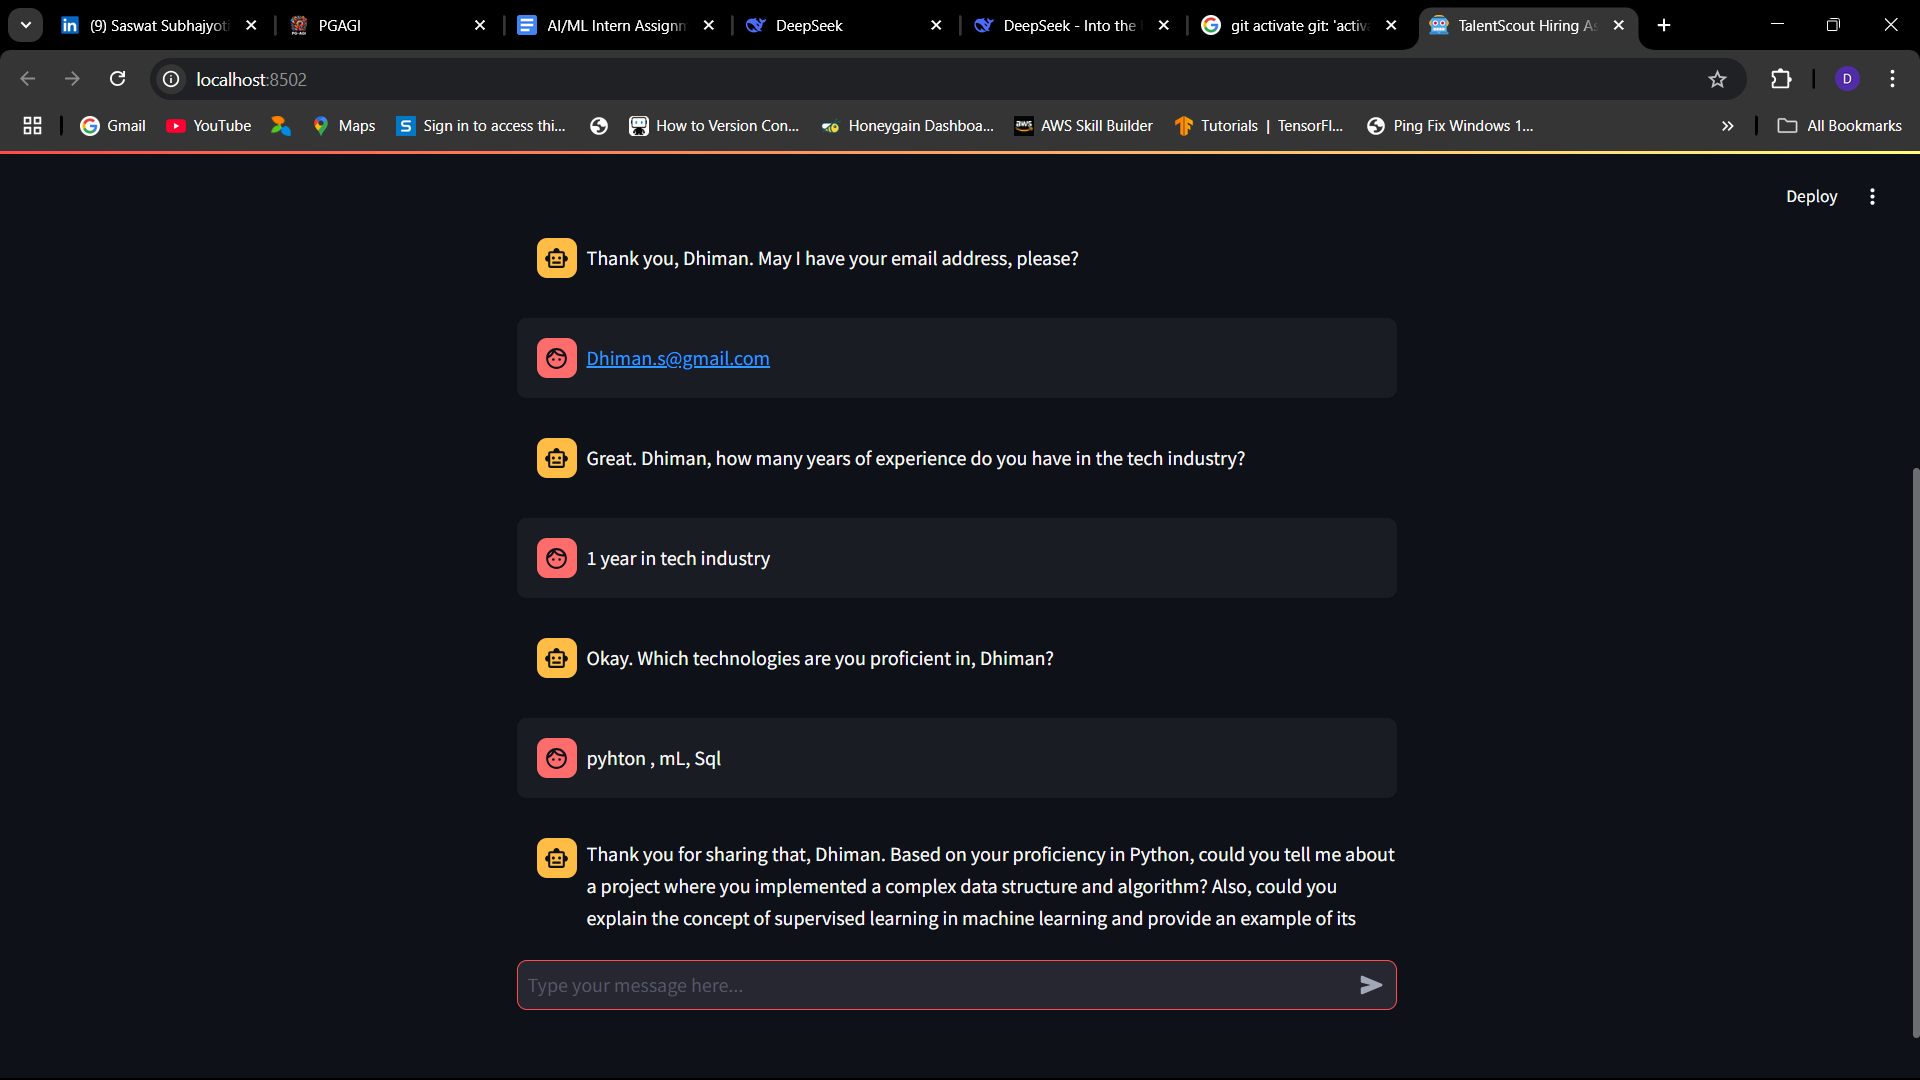 (9) Saswat Subhajyoti
PGAGI
AI/ML Intern Assignm
DeepSeek
DeepSeek - Into the
git activate git: 'activ
TalentScout Hiring As
localhost:8502
D
Gmail
YouTube
Maps
S
Sign in to access thi...
How to Version Con...
Honeygain Dashboa...
aws
AWS Skill Builder
Tutorials | TensorFl...
Ping Fix Windows 1...
All Bookmarks
Deploy
Thank you, Dhiman. May I have your email address, please?
Dhiman.s@gmail.com
Great. Dhiman, how many years of experience do you have in the tech industry?
1 year in tech industry
Okay. Which technologies are you proficient in, Dhiman?
pyhton , mL, Sql
Thank you for sharing that, Dhiman. Based on your proficiency in Python, could you tell me about
a project where you implemented a complex data structure and algorithm? Also, could you
explain the concept of supervised learning in machine learning and provide an example of its
Type your message here...